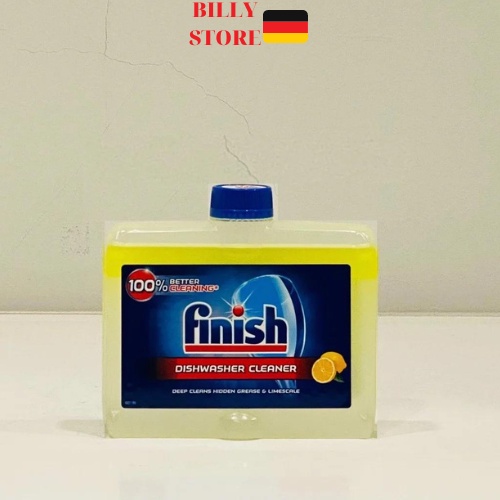 BILLY
STORE
100% BETTER
CLEANING*
finish
DISHWASHER CLEANER
DEEP CLEANS HIDDEN GREASE & LIMESCALE